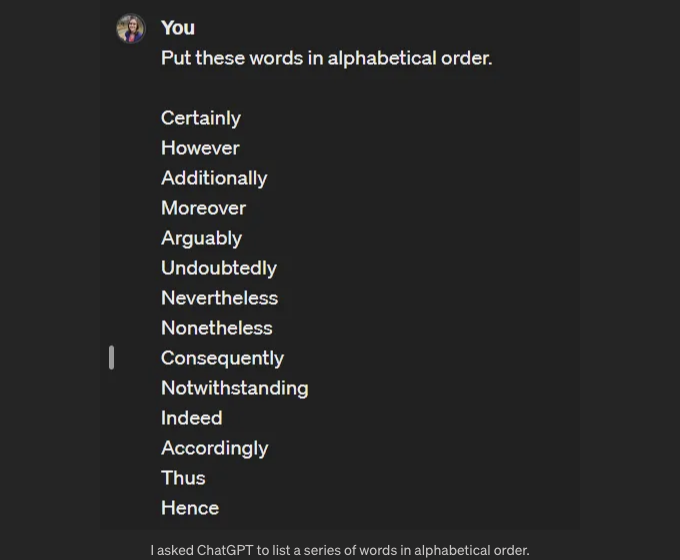 You
Put these words in alphabetical order.
Certainly
However
Additionally
Moreover
Arguably
Undoubtedly
Nevertheless
Nonetheless
Consequently
Notwithstanding
Indeed
Accordingly
Thus
Hence
I asked ChatGPT to list a series of words in alphabetical order.